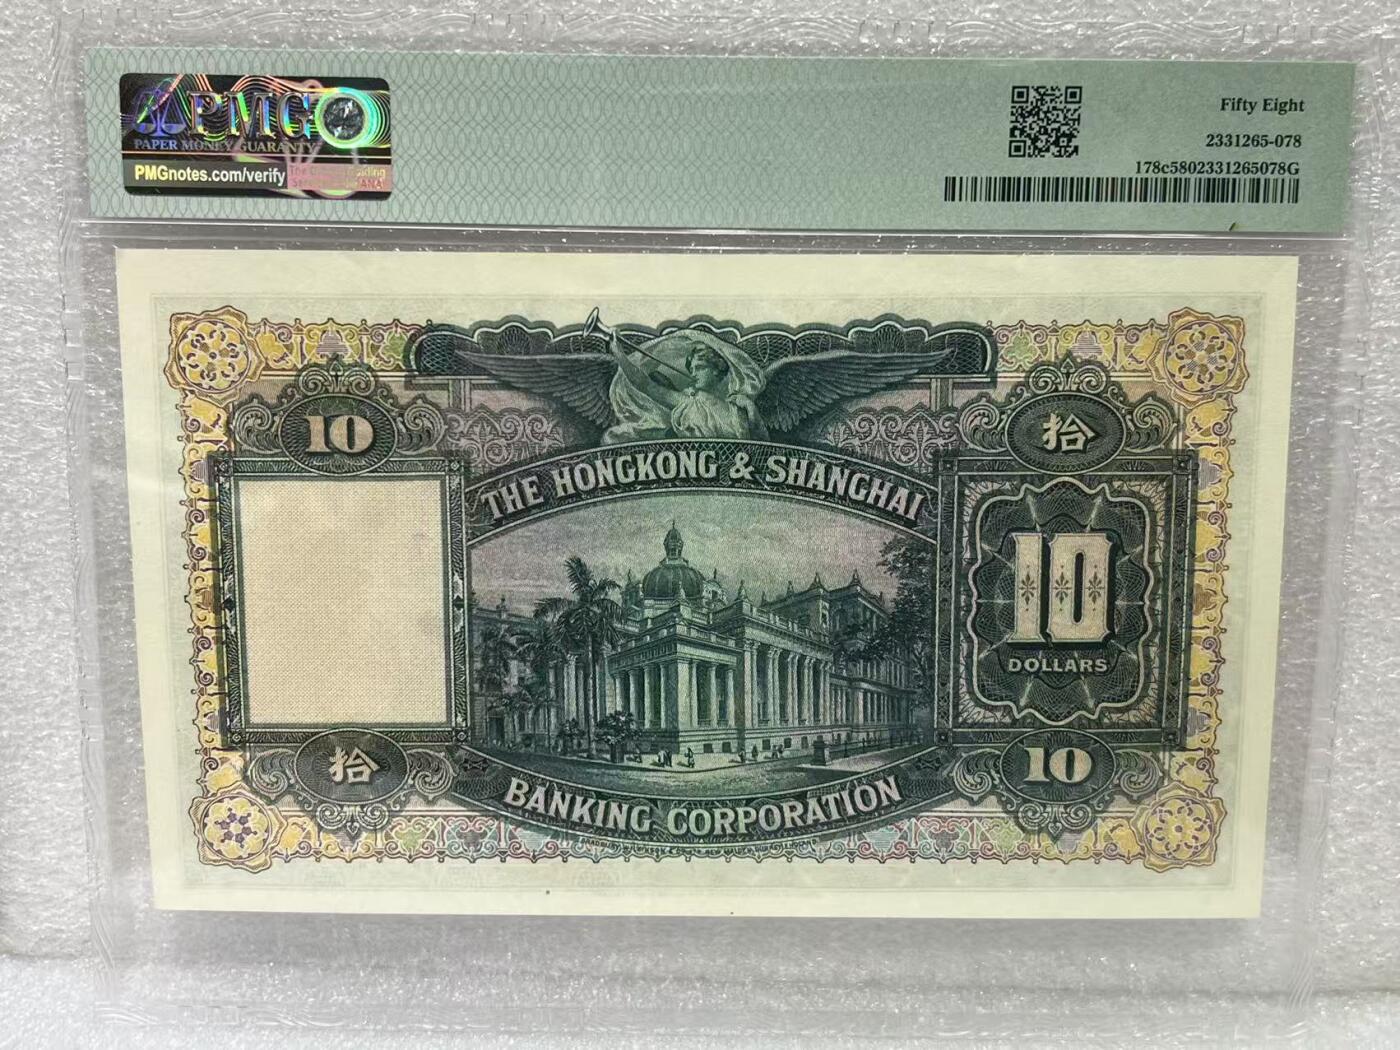 PMG
PAPER MONEY GUARANTY
PMGnotes.com/verify
Fifty Eight
2331265-078
178c5802331265078G
10
拾
THE HONGKONG & SHANGHAI
10
DOLLARS
拾
10
BANKING CORPORATION